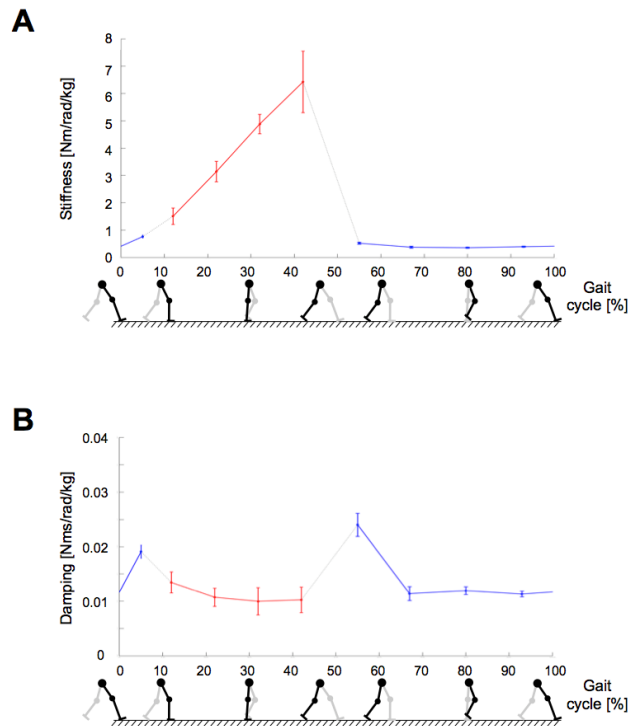 A
Stiffness [Nm/rad/kg]
8
7
6
5
4
3
2
1
0
0 10 20 30 40 50 60 70 80 90 100
Gait
cycle [%]
B
Damping [Nms/rad/kg]
0.04
0.03
0.02
0.01
0
0 10 20 30 40 50 60 70 80 90 100
Gait
cycle [%]